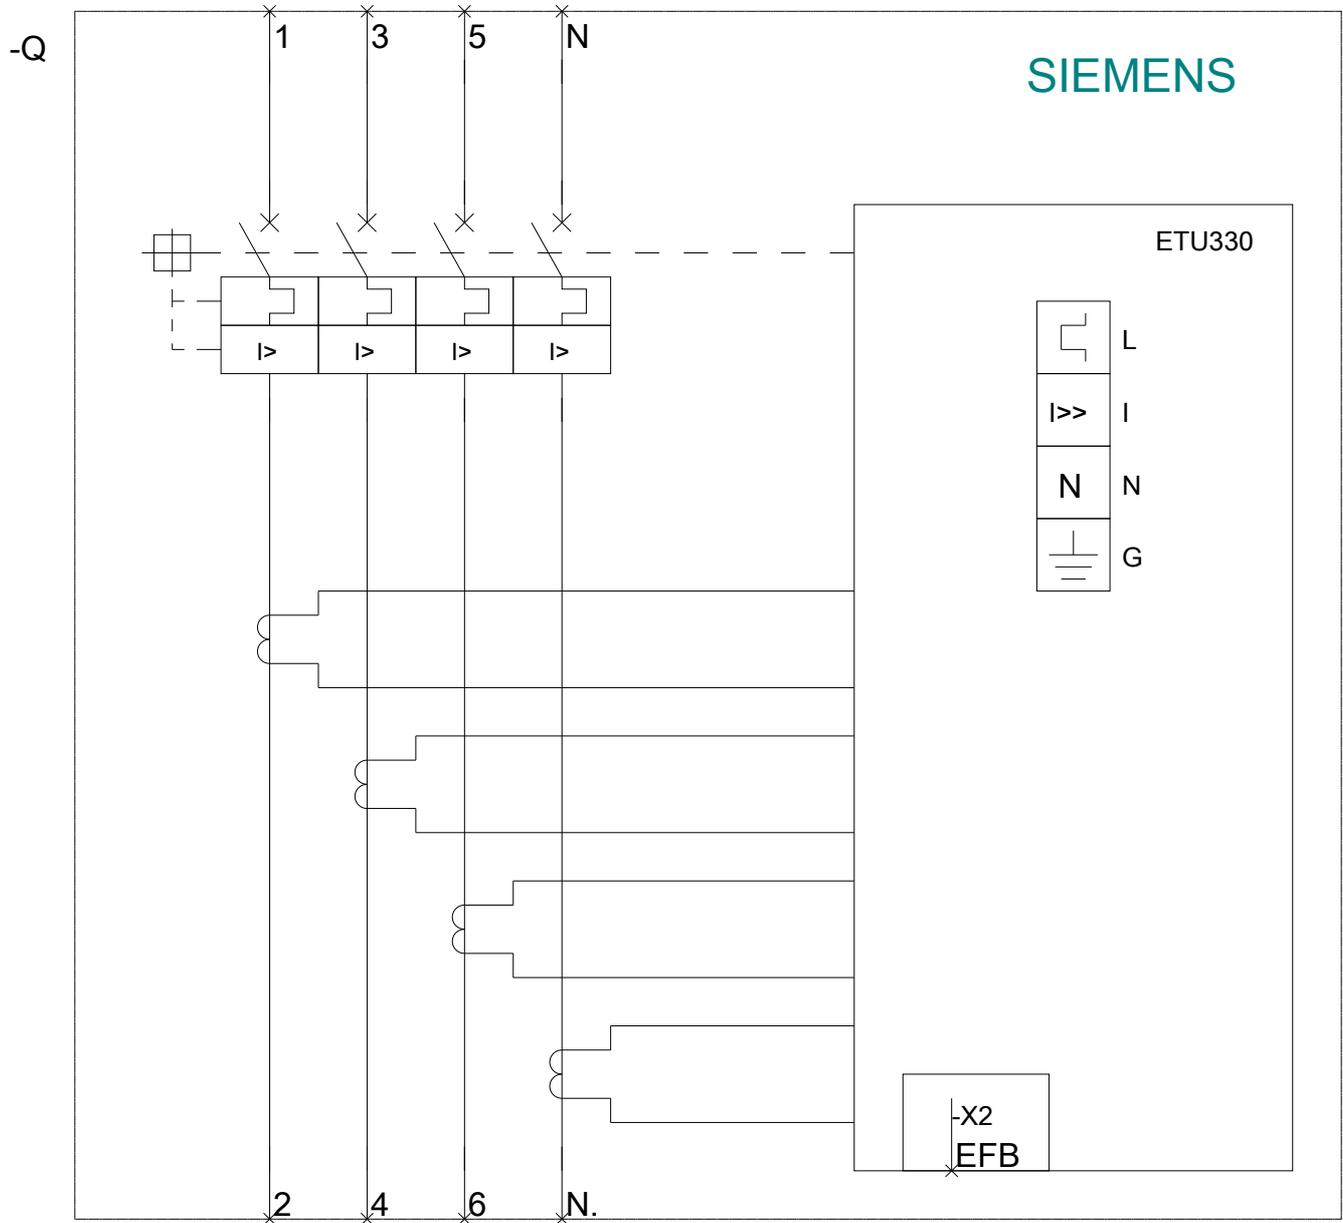 1 3 5 N
-Q
SIEMENS
ETU330
L
I> I> I> I>
I>> I
N N
G
-X2
EFB
2 4 6 N.